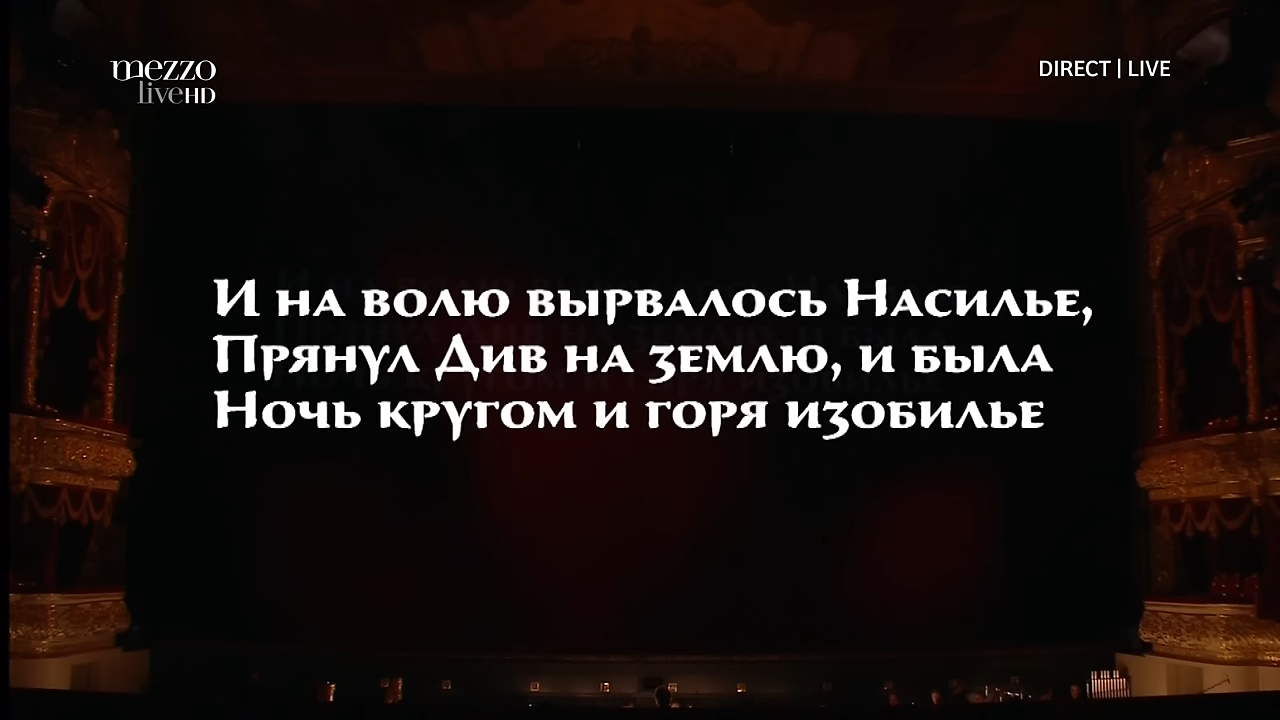 mezzo
liveHD
DIRECT | LIVE
И на волю вырвалось Насилье,
Прянул Див на землю, и была
Ночь кругом и горя изобилье